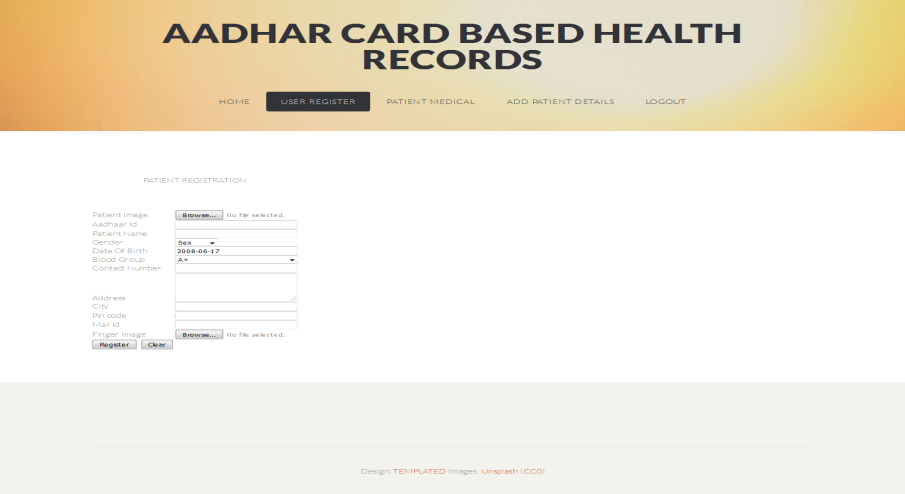 AADHAR CARD BASED HEALTH
RECORDS
HOME USER REGISTER PATIENT MEDICAL ADD PATIENT DETAILS LOGOUT
PATIENT REGISTRATION
Patient Image Browse... No file selected.
Aadhaar Id
Patient Name
Gender Sex
Date Of Birth 2008-06-17
Blood Group A+
Contact Number
Address
City
Pin code
Mail Id
Finger Image Browse... No file selected.
Register Clear
Design: TEMPLATED Images: Unsplash (CC0)